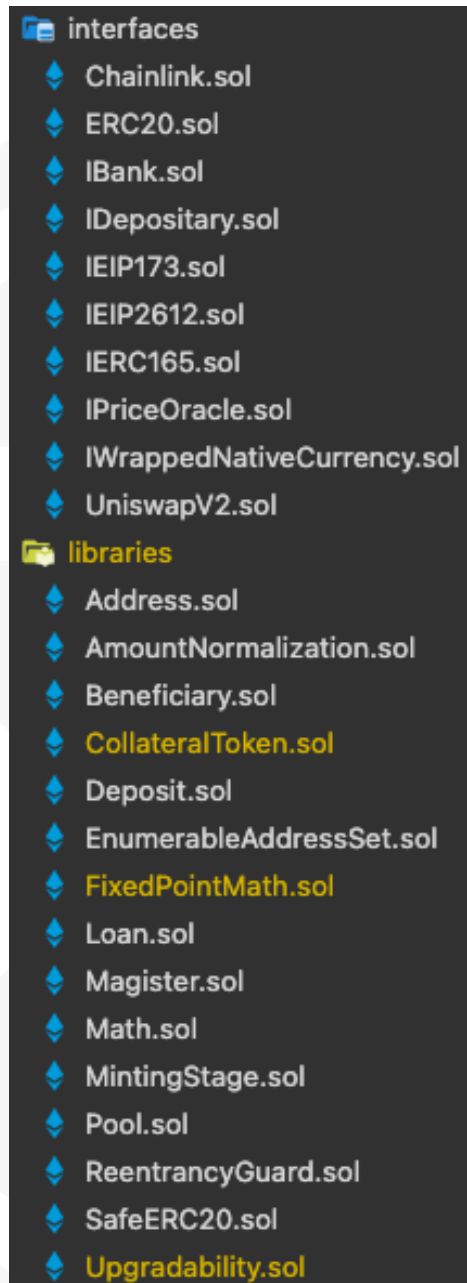 interfaces
Chainlink.sol
ERC20.sol
IBank.sol
IDepositary.sol
IEIP173.sol
IEIP2612.sol
IERC165.sol
IPriceOracle.sol
IWrappedNativeCurrency.sol
UniswapV2.sol
libraries
Address.sol
AmountNormalization.sol
Beneficiary.sol
CollateralToken.sol
Deposit.sol
EnumerableAddressSet.sol
FixedPointMath.sol
Loan.sol
Magister.sol
Math.sol
MintingStage.sol
Pool.sol
ReentrancyGuard.sol
SafeERC20.sol
Upgradability.sol